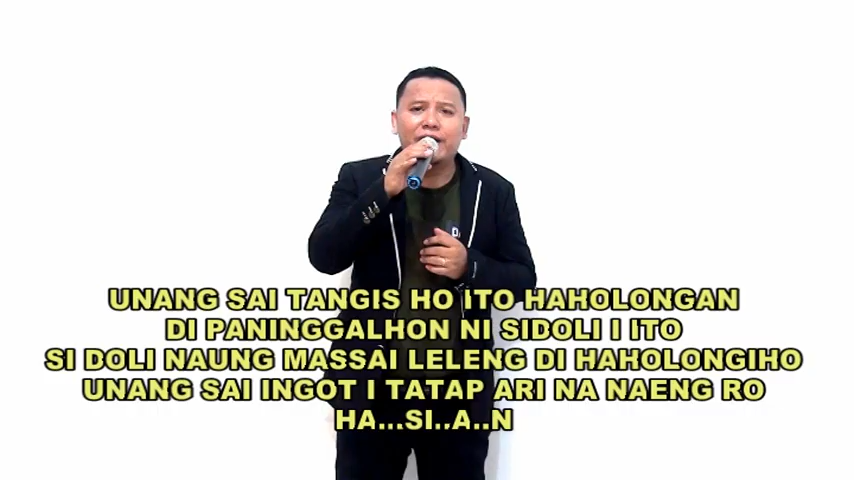 UNANG SAI TANGIS HO ITO HAHOLONGAN
DI PANINGGALHON NI SIDOLI I ITO
SI DOLI NAUNG MASSAI LELENG DI HAHOLONGIHO
UNANG SAI INGOT I TATAP ARI NA NAENG RO
HA...SI..A..N